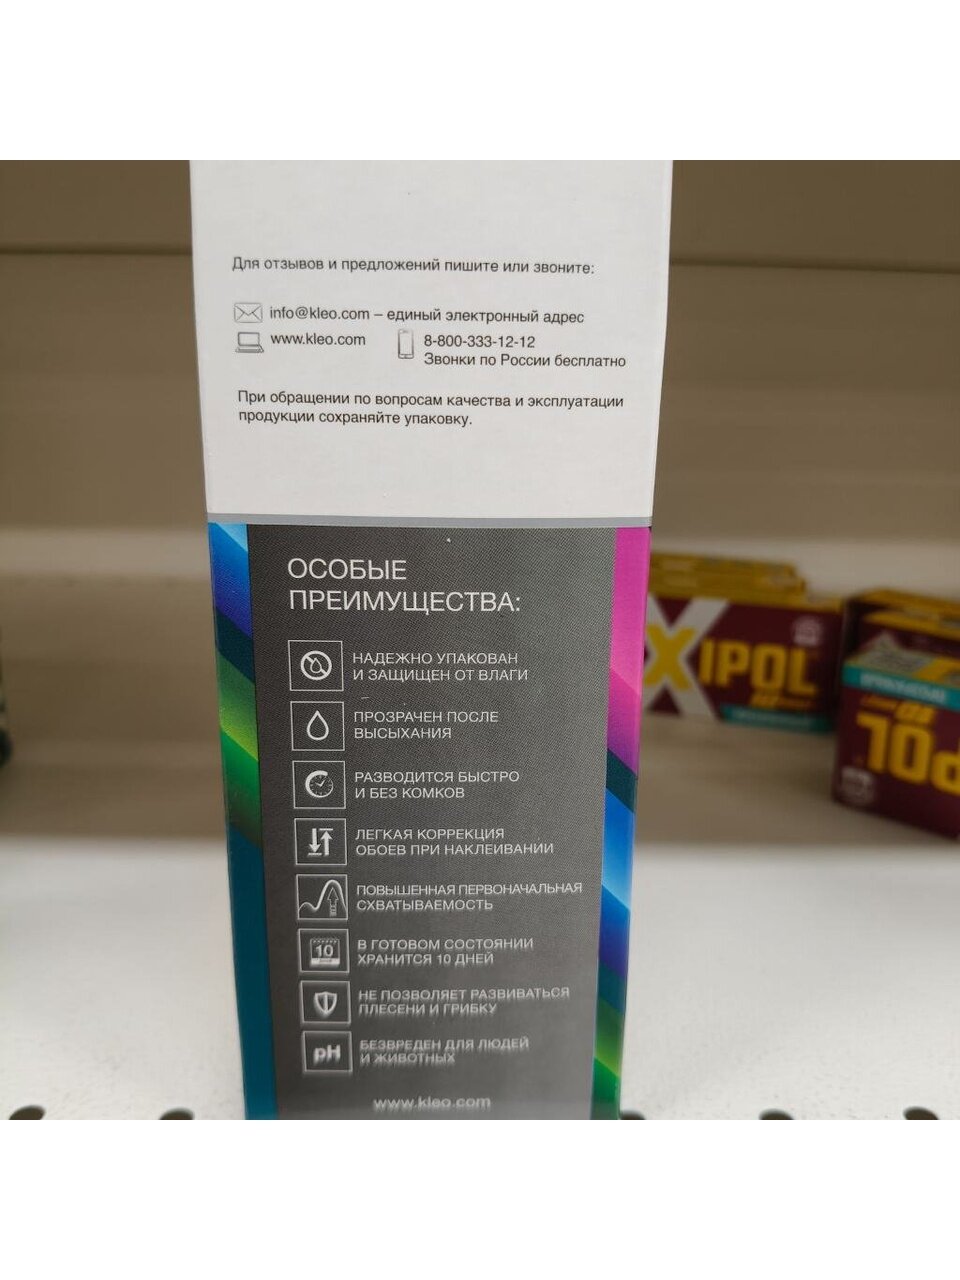 Для отзывов и предложений пишите или звоните:
info@kleo.com – единый электронный адрес
www.kleo.com
8-800-333-12-12
Звонки по России бесплатно
При обращении по вопросам качества и эксплуатации
продукции сохраняйте упаковку.
ОСОБЫЕ
ПРЕИМУЩЕСТВА:
НАДЕЖНО УПАКОВАН
И ЗАЩИЩЕН ОТ ВЛАГИ
ПРОЗРАЧЕН ПОСЛЕ
ВЫСЫХАНИЯ
РАЗВОДИТСЯ БЫСТРО
И БЕЗ КОМКОВ
ЛЕГКАЯ КОРРЕКЦИЯ
ОБОЕВ ПРИ НАКЛЕИВАНИИ
ПОВЫШЕННАЯ ПЕРВОНАЧАЛЬНАЯ
СХВАТЫВАЕМОСТЬ
10
В ГОТОВОМ СОСТОЯНИИ
ХРАНИТСЯ 10 ДНЕЙ
НЕ ПОЗВОЛЯЕТ РАЗВИВАТЬСЯ
ПЛЕСЕНИ И ГРИБКУ
pH
БЕЗВРЕДЕН ДЛЯ ЛЮДЕЙ
И ЖИВОТНЫХ
www.kleo.com
XIPOL
POL